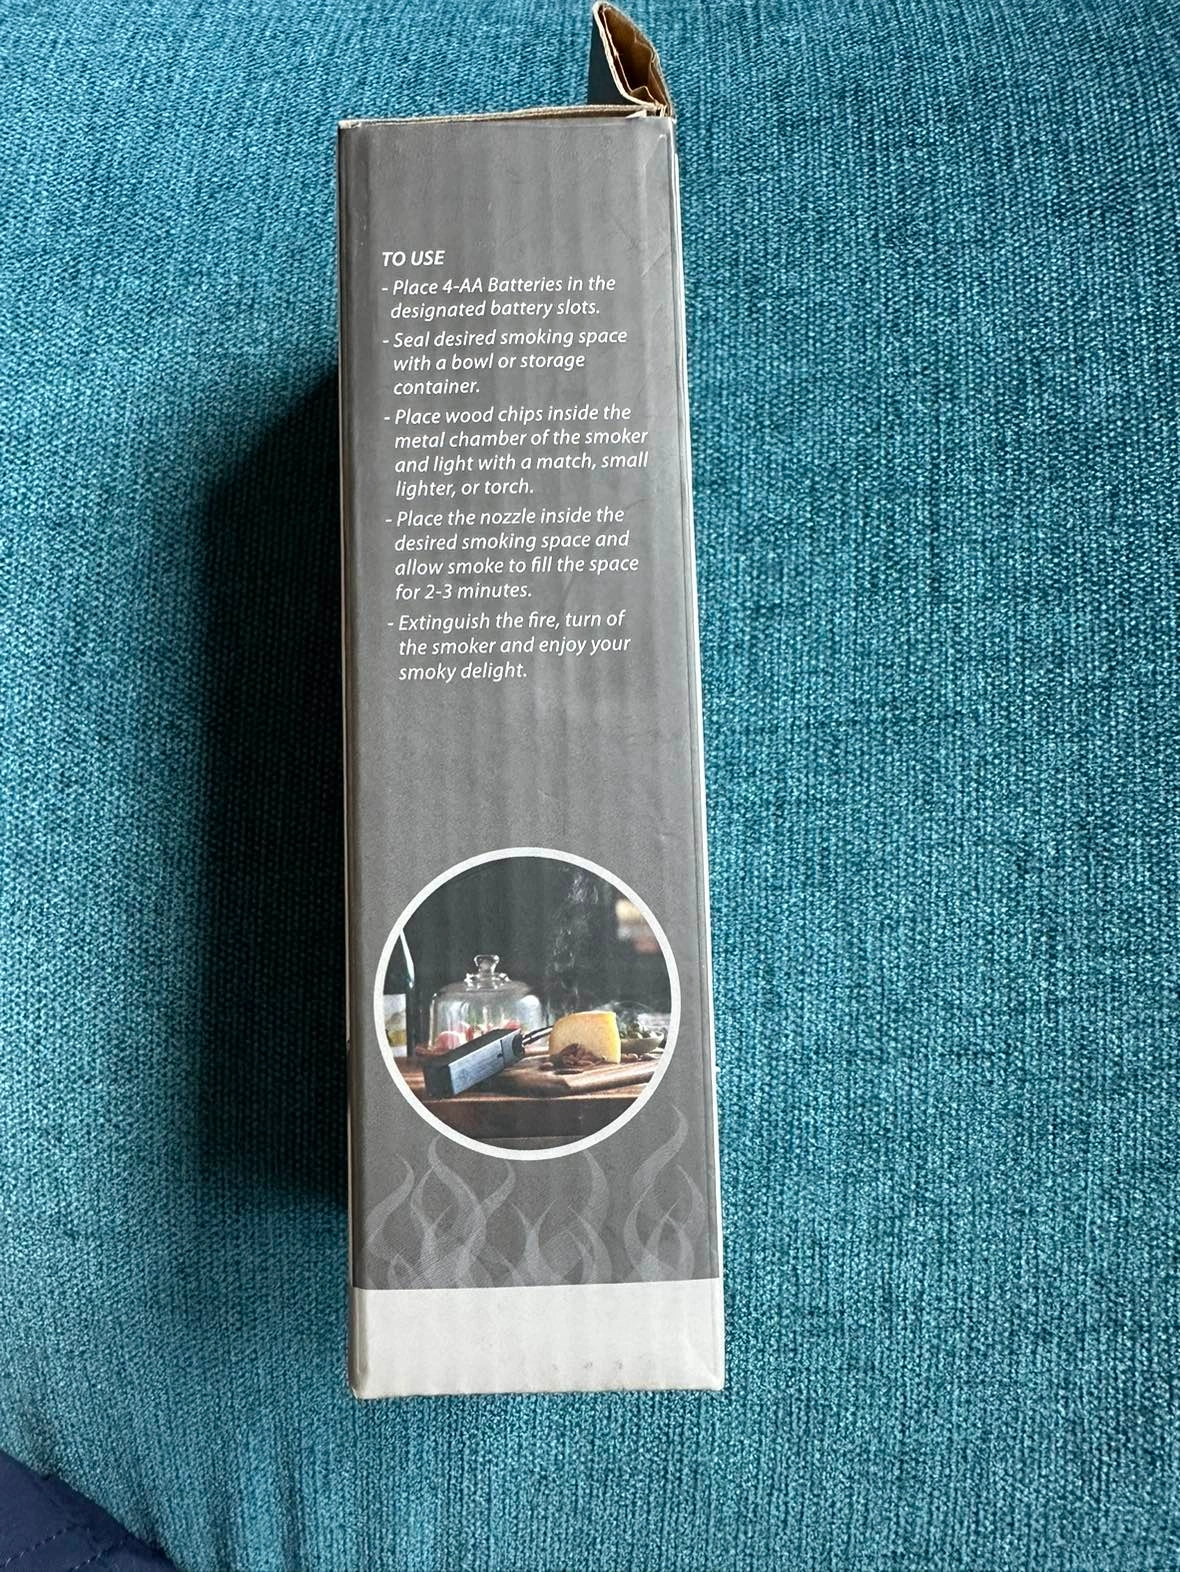 TO USE
- Place 4-AA Batteries in the
designated battery slots.
- Seal desired smoking space
with a bowl or storage
container.
- Place wood chips inside the
metal chamber of the smoker
and light with a match, small
lighter, or torch.
- Place the nozzle inside the
desired smoking space and
allow smoke to fill the space
for 2-3 minutes.
- Extinguish the fire, turn of
the smoker and enjoy your
smoky delight.